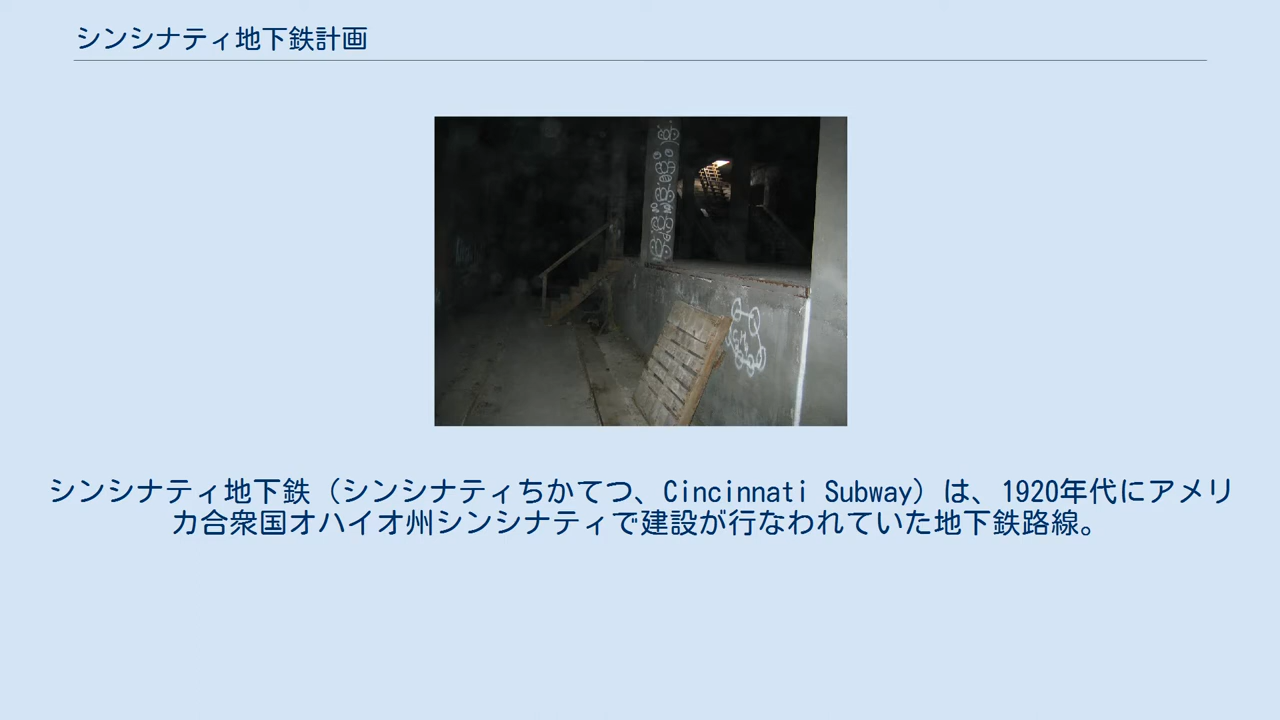 シンシナティ地下鉄計画
シンシナティ地下鉄（シンシナティちかてつ、Cincinnati Subway）は、1920年代にアメリ
カ合衆国オハイオ州シンシナティで建設が行なわれていた地下鉄路線。